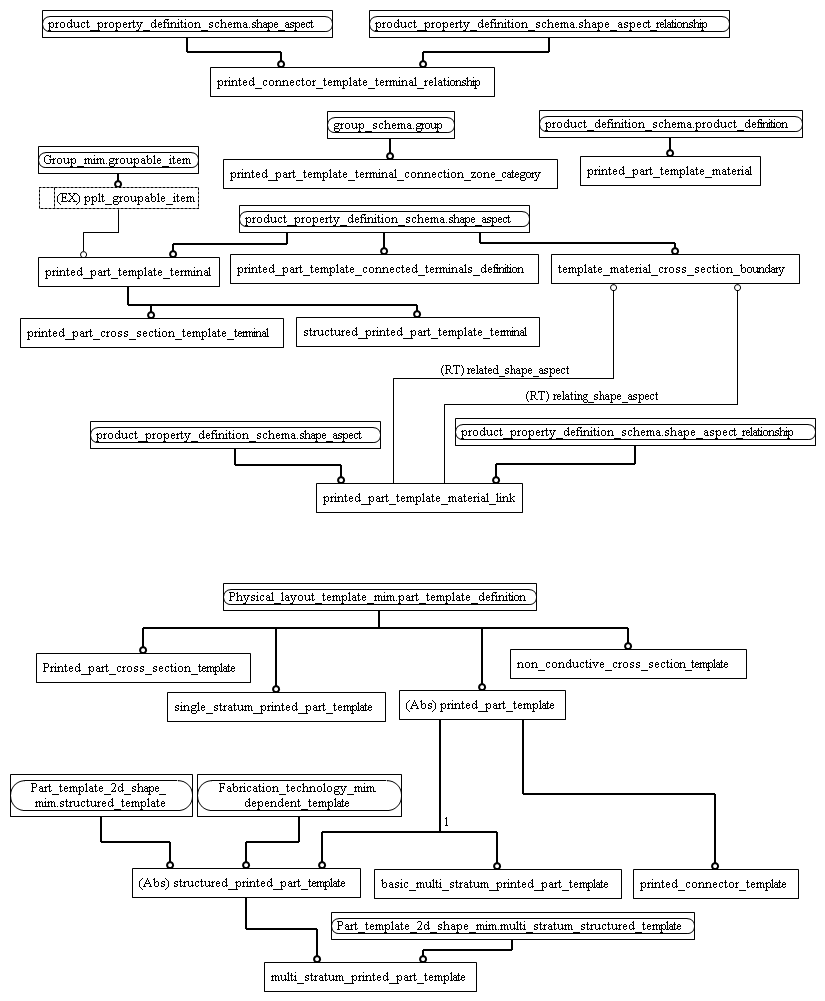 product_property_definition_schema.shape_aspect
product_property_definition_schema.shape_aspect_relationship
printed_connector_template_terminal_relationship
group_schema.group
product_definition_schema.product_definition
Group_mim.groupable_item
printed_part_template_terminal_connection_zone_category
printed_part_template_material
(EX) pplt_groupable_item
product_property_definition_schema.shape_aspect
printed_part_template_terminal
printed_part_template_connected_terminals_definition
template_material_cross_section_boundary
printed_part_cross_section_template_terminal
structured_printed_part_template_terminal
(RT) related_shape_aspect
(RT) relating_shape_aspect
product_property_definition_schema.shape_aspect
product_property_definition_schema.shape_aspect_relationship
printed_part_template_material_link
Physical_layout_template_mim.part_template_definition
Printed_part_cross_section_template
non_conductive_cross_section_template
single_stratum_printed_part_template
(Abs) printed_part_template
Part_template_2d_shape_
mim.structured_template
Fabrication_technology_mim.
dependent_template
1
(Abs) structured_printed_part_template
basic_multi_stratum_printed_part_template
printed_connector_template
Part_template_2d_shape_mim.multi_stratum_structured_template
multi_stratum_printed_part_template